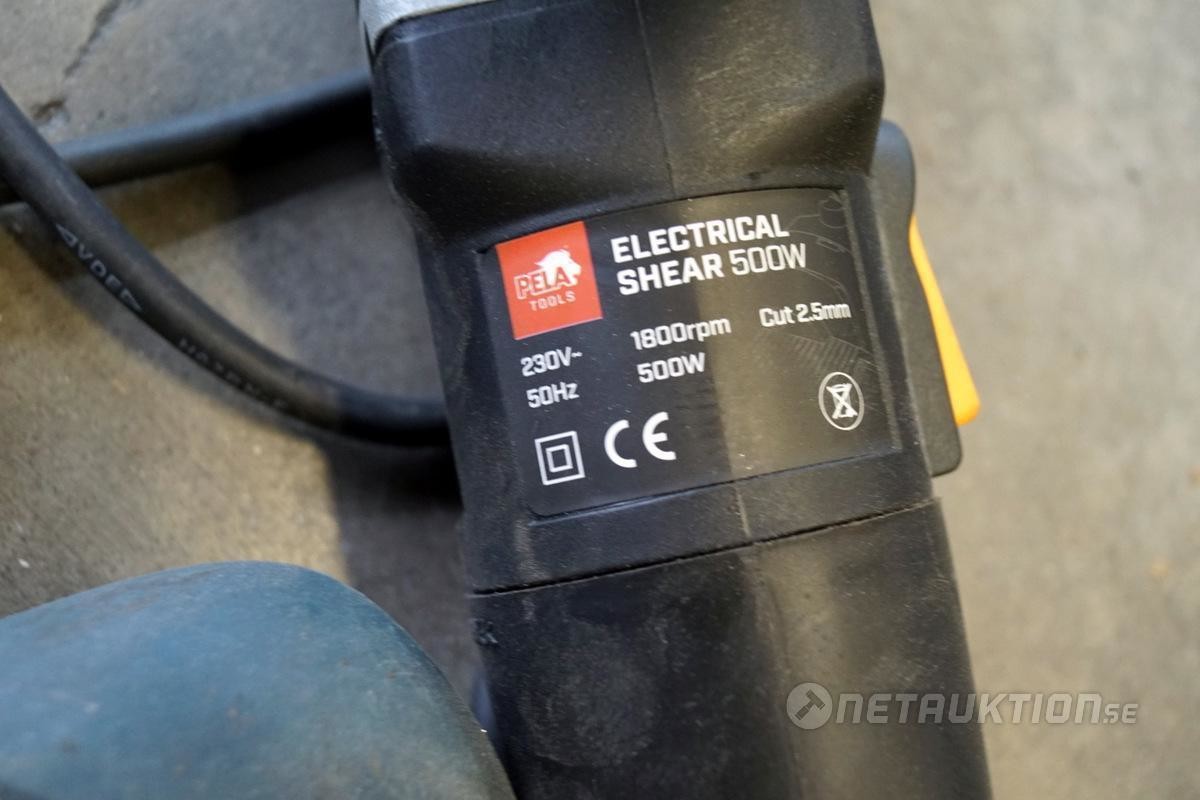 ELECTRICAL
SHEAR 500W
PELA
TOOLS
230V~
50Hz
1800rpm
500W
Cut 2.5mm
CE
NETAUKTION.SE